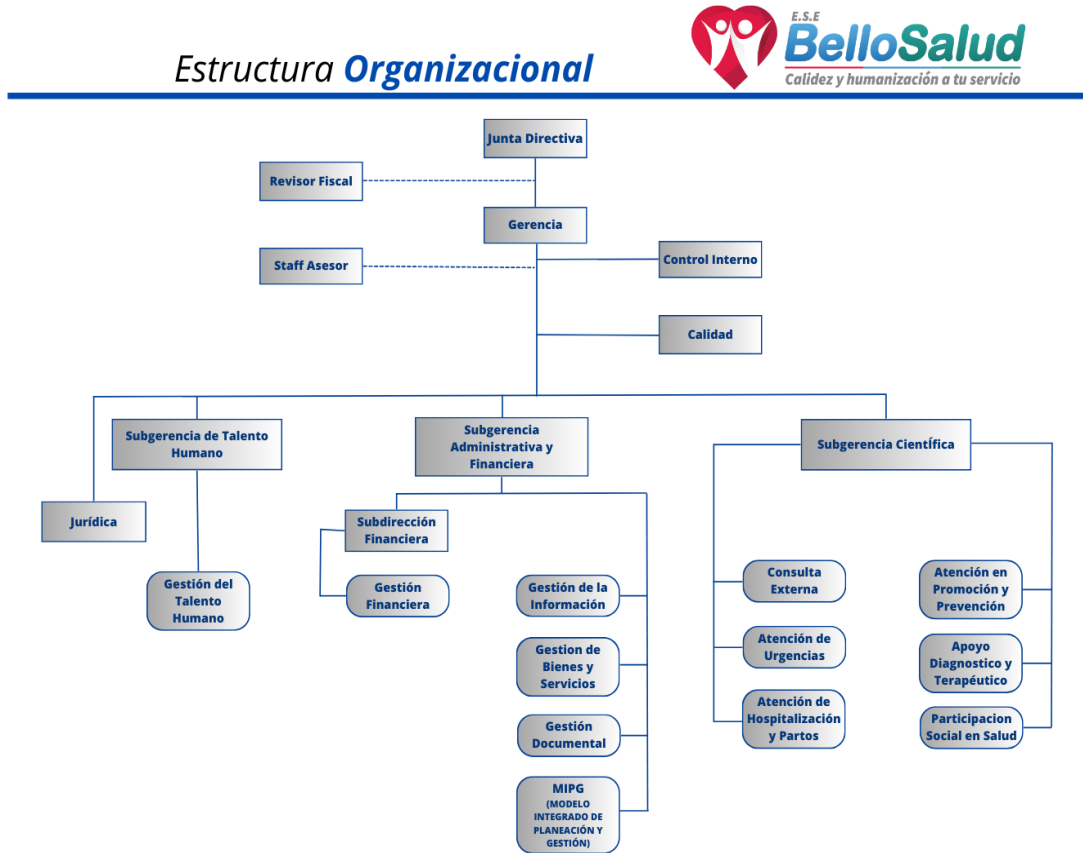 Estructura Organizacional
E.S.E
BelloSalud
Calidez y humanización a tu servicio
Junta Directiva
Revisor Fiscal
Gerencia
Staff Asesor
Control Interno
Calidad
Subgerencia de Talento
Humano
Subgerencia
Administrativa y
Financiera
Subgerencia Científica
Jurídica
Subdirección
Financiera
Gestión del
Talento
Humano
Gestión
Financiera
Gestión de la
Información
Gestion de
Bienes y
Servicios
Gestión
Documental
MIPG
(MODELO
INTEGRADO DE
PLANEACIÓN Y
GESTIÓN)
Consulta
Externa
Atención de
Urgencias
Atención de
Hospitalización
y Partos
Atención en
Promoción y
Prevención
Apoyo
Diagnostico y
Terapéutico
Participacion
Social en Salud